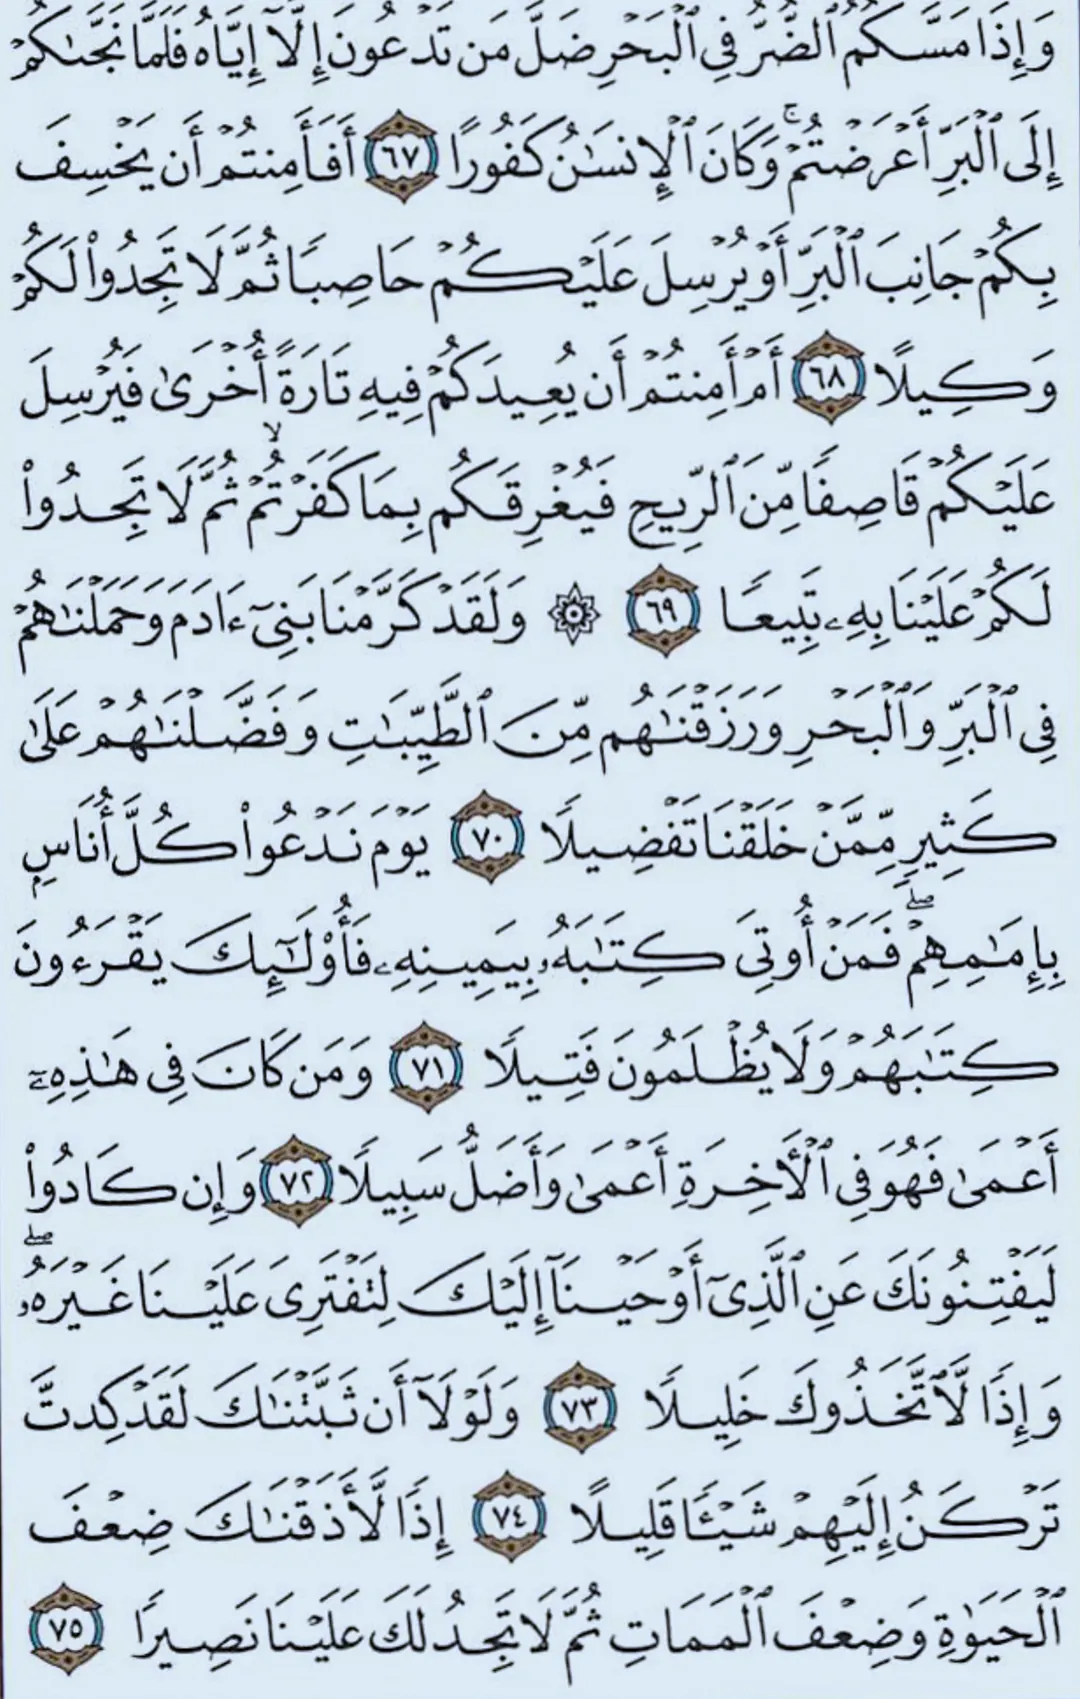 وَإِذَا مَسَّكُمُ ٱلضُّرُّ فِي ٱلْبَحْرِ ضَلَّ مَن تَدْعُونَ إِلَّآ إِيَّاهُ فَلَمَّا نَجَّىٰكُمْ
إِلَى ٱلْبَرِّ أَعْرَضْتُمْ ۚ وَكَانَ ٱلْإِنسَٰنُ كَفُورًا ٦٧ أَفَأَمِنتُمْ أَن يَخْسِفَ
بِكُمْ جَانِبَ ٱلْبَرِّ أَوْ يُرْسِلَ عَلَيْكُمْ حَاصِبًا ثُمَّ لَا تَجِدُوا۟ لَكُمْ
وَكِيلًا ٦٨ أَمْ أَمِنتُمْ أَن يُعِيدَكُمْ فِيهِ تَارَةً أُخْرَىٰ فَيُرْسِلَ
عَلَيْكُمْ قَاصِفًا مِّنَ ٱلرِّيحِ فَيُغْرِقَكُم بِمَا كَفَرْتُمْ ۙ ثُمَّ لَا تَجِدُوا۟
لَكُمْ عَلَيْنَا بِهِۦ تَبِيعًا ٦٩ ۞ وَلَقَدْ كَرَّمْنَا بَنِىٓ ءَادَمَ وَحَمَلْنَٰهُمْ
فِى ٱلْبَرِّ وَٱلْبَحْرِ وَرَزَقْنَٰهُم مِّنَ ٱلطَّيِّبَٰتِ وَفَضَّلْنَٰهُمْ عَلَىٰ
كَثِيرٍ مِّمَّنْ خَلَقْنَا تَفْضِيلًا ٧٠ يَوْمَ نَدْعُوا۟ كُلَّ أُنَاسٍۭ
بِإِمَٰمِهِمْ ۖ فَمَنْ أُوتِىَ كِتَٰبَهُۥ بِيَمِينِهِۦ فَأُو۟لَٰٓئِكَ يَقْرَءُونَ
كِتَٰبَهُمْ وَلَا يُظْلَمُونَ فَتِيلًا ٧١ وَمَن كَانَ فِى هَٰذِهِۦٓ
أَعْمَىٰ فَهُوَ فِى ٱلْأَخِرَةِ أَعْمَىٰ وَأَضَلُّ سَبِيلًا ٧٢ وَإِن كَادُوا۟
لَيَفْتِنُونَكَ عَنِ ٱلَّذِىٓ أَوْحَيْنَآ إِلَيْكَ لِتَفْتَرِىَ عَلَيْنَا غَيْرَهُۥ ۖ
وَإِذًا لَّٱتَّخَذُوكَ خَلِيلًا ٧٣ وَلَوْلَآ أَن ثَبَّتْنَٰكَ لَقَدْ كِدتَّ
تَرْكَنُ إِلَيْهِمْ شَيْـًٔا قَلِيلًا ٧٤ إِذًا لَّأَذَقْنَٰكَ ضِعْفَ
ٱلْحَيَوٰةِ وَضِعْفَ ٱلْمَمَاتِ ثُمَّ لَا تَجِدُ لَكَ عَلَيْنَا نَصِيرًا ٧٥